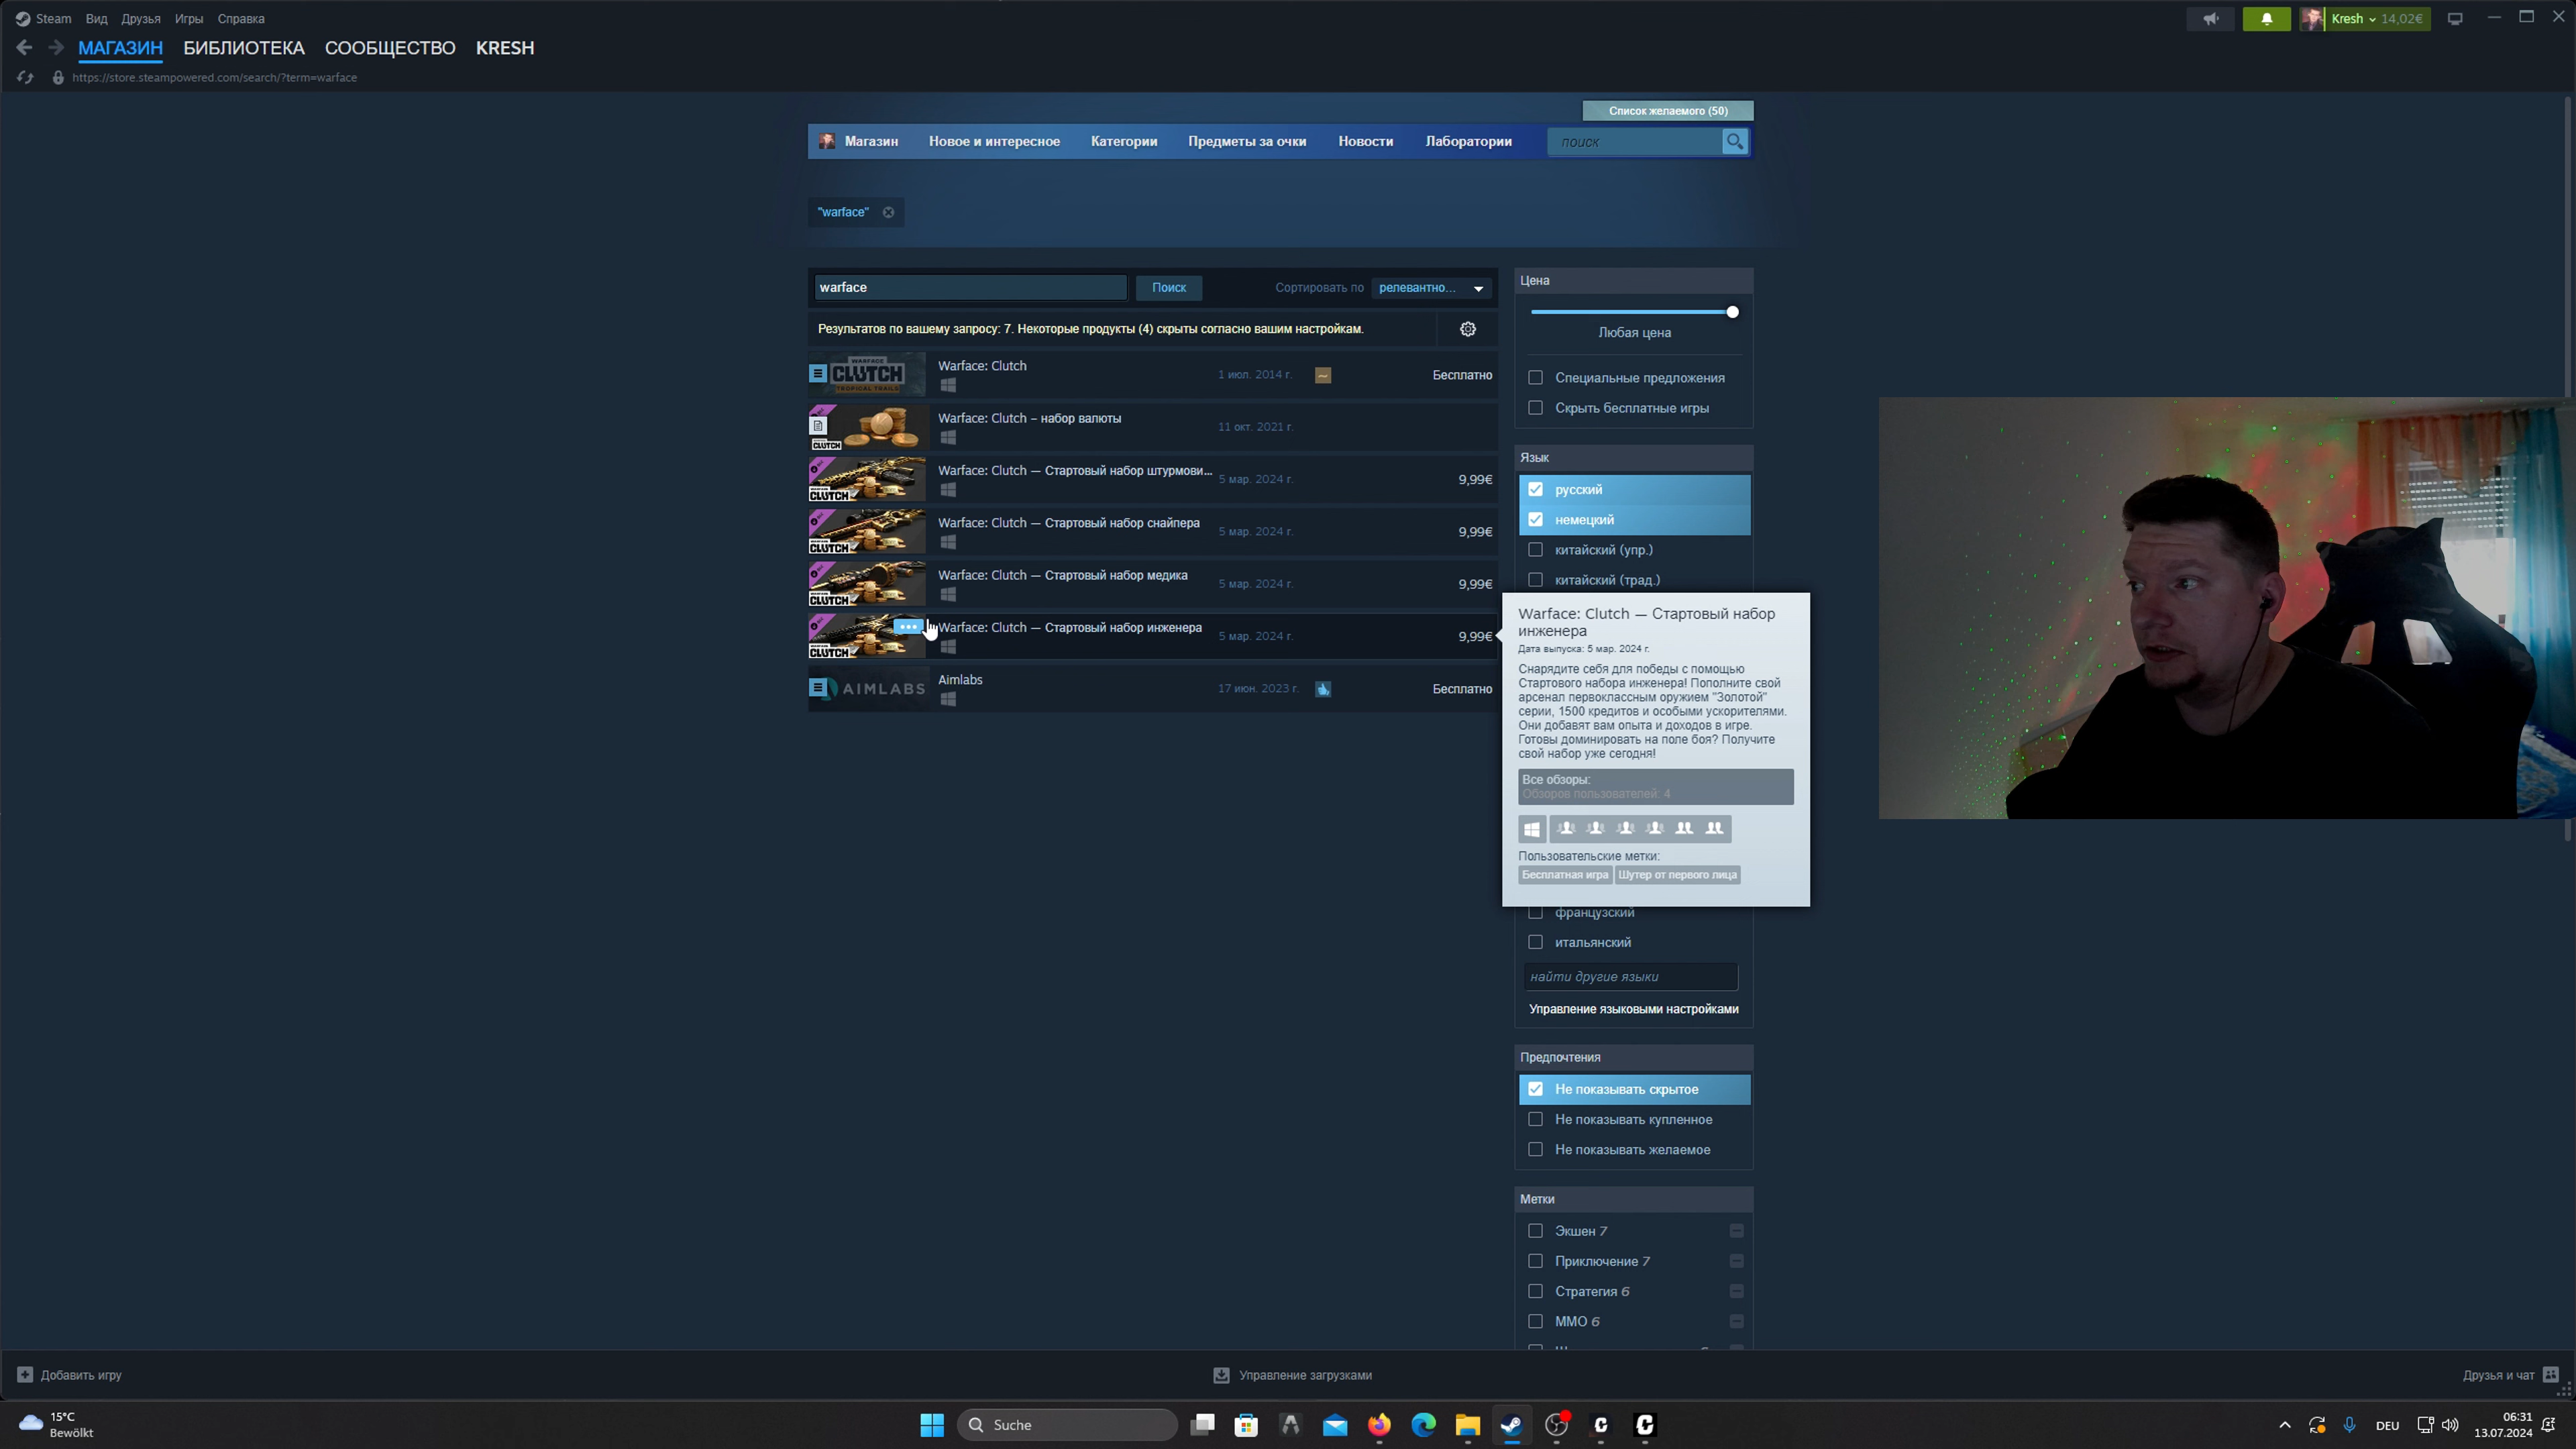 Steam Вид Друзья Игры Справка
Kresh 14,02€
МАГАЗИН БИБЛИОТЕКА СООБЩЕСТВО KRESH
https://store.steampowered.com/search/?term=warface
Список желаемого (50)
Магазин Новое и интересное Категории Предметы за очки Новости Лаборатории поиск
"warface"
warface Поиск Сортировать по релевантно...
Результатов по вашему запросу: 7. Некоторые продукты (4) скрыты согласно вашим настройкам.
WARFACE
CLUTCH
TROPICAL TRAILS
Warface: Clutch 1 июл. 2014 г. Бесплатно
CLUTCH
Warface: Clutch – набор валюты 11 окт. 2021 г.
CLUTCH
Warface: Clutch — Стартовый набор штурмови... 5 мар. 2024 г. 9,99€
CLUTCH
Warface: Clutch — Стартовый набор снайпера 5 мар. 2024 г. 9,99€
CLUTCH
Warface: Clutch — Стартовый набор медика 5 мар. 2024 г. 9,99€
CLUTCH
Warface: Clutch — Стартовый набор инженера 5 мар. 2024 г. 9,99€
AIMLABS
Aimlabs 17 июн. 2023 г. Бесплатно
Цена
Любая цена
Специальные предложения
Скрыть бесплатные игры
Язык
русский
немецкий
китайский (упр.)
китайский (трад.)
Warface: Clutch — Стартовый набор
инженера
Дата выпуска: 5 мар. 2024 г.
Снарядите себя для победы с помощью
Стартового набора инженера! Пополните свой
арсенал первоклассным оружием "Золотой"
серии, 1500 кредитов и особыми ускорителями.
Они добавят вам опыта и доходов в игре.
Готовы доминировать на поле боя? Получите
свой набор уже сегодня!
Все обзоры:
Обзоров пользователей: 4
Пользовательские метки:
Бесплатная игра Шутер от первого лица
французский
итальянский
найти другие языки
Управление языковыми настройками
Предпочтения
Не показывать скрытое
Не показывать купленное
Не показывать желаемое
Метки
Экшен 7
Приключение 7
Стратегия 6
MMO 6
Добавить игру Управление загрузками Друзья и чат
15°C
Bewölkt
Suche
DEU
06:31
13.07.2024